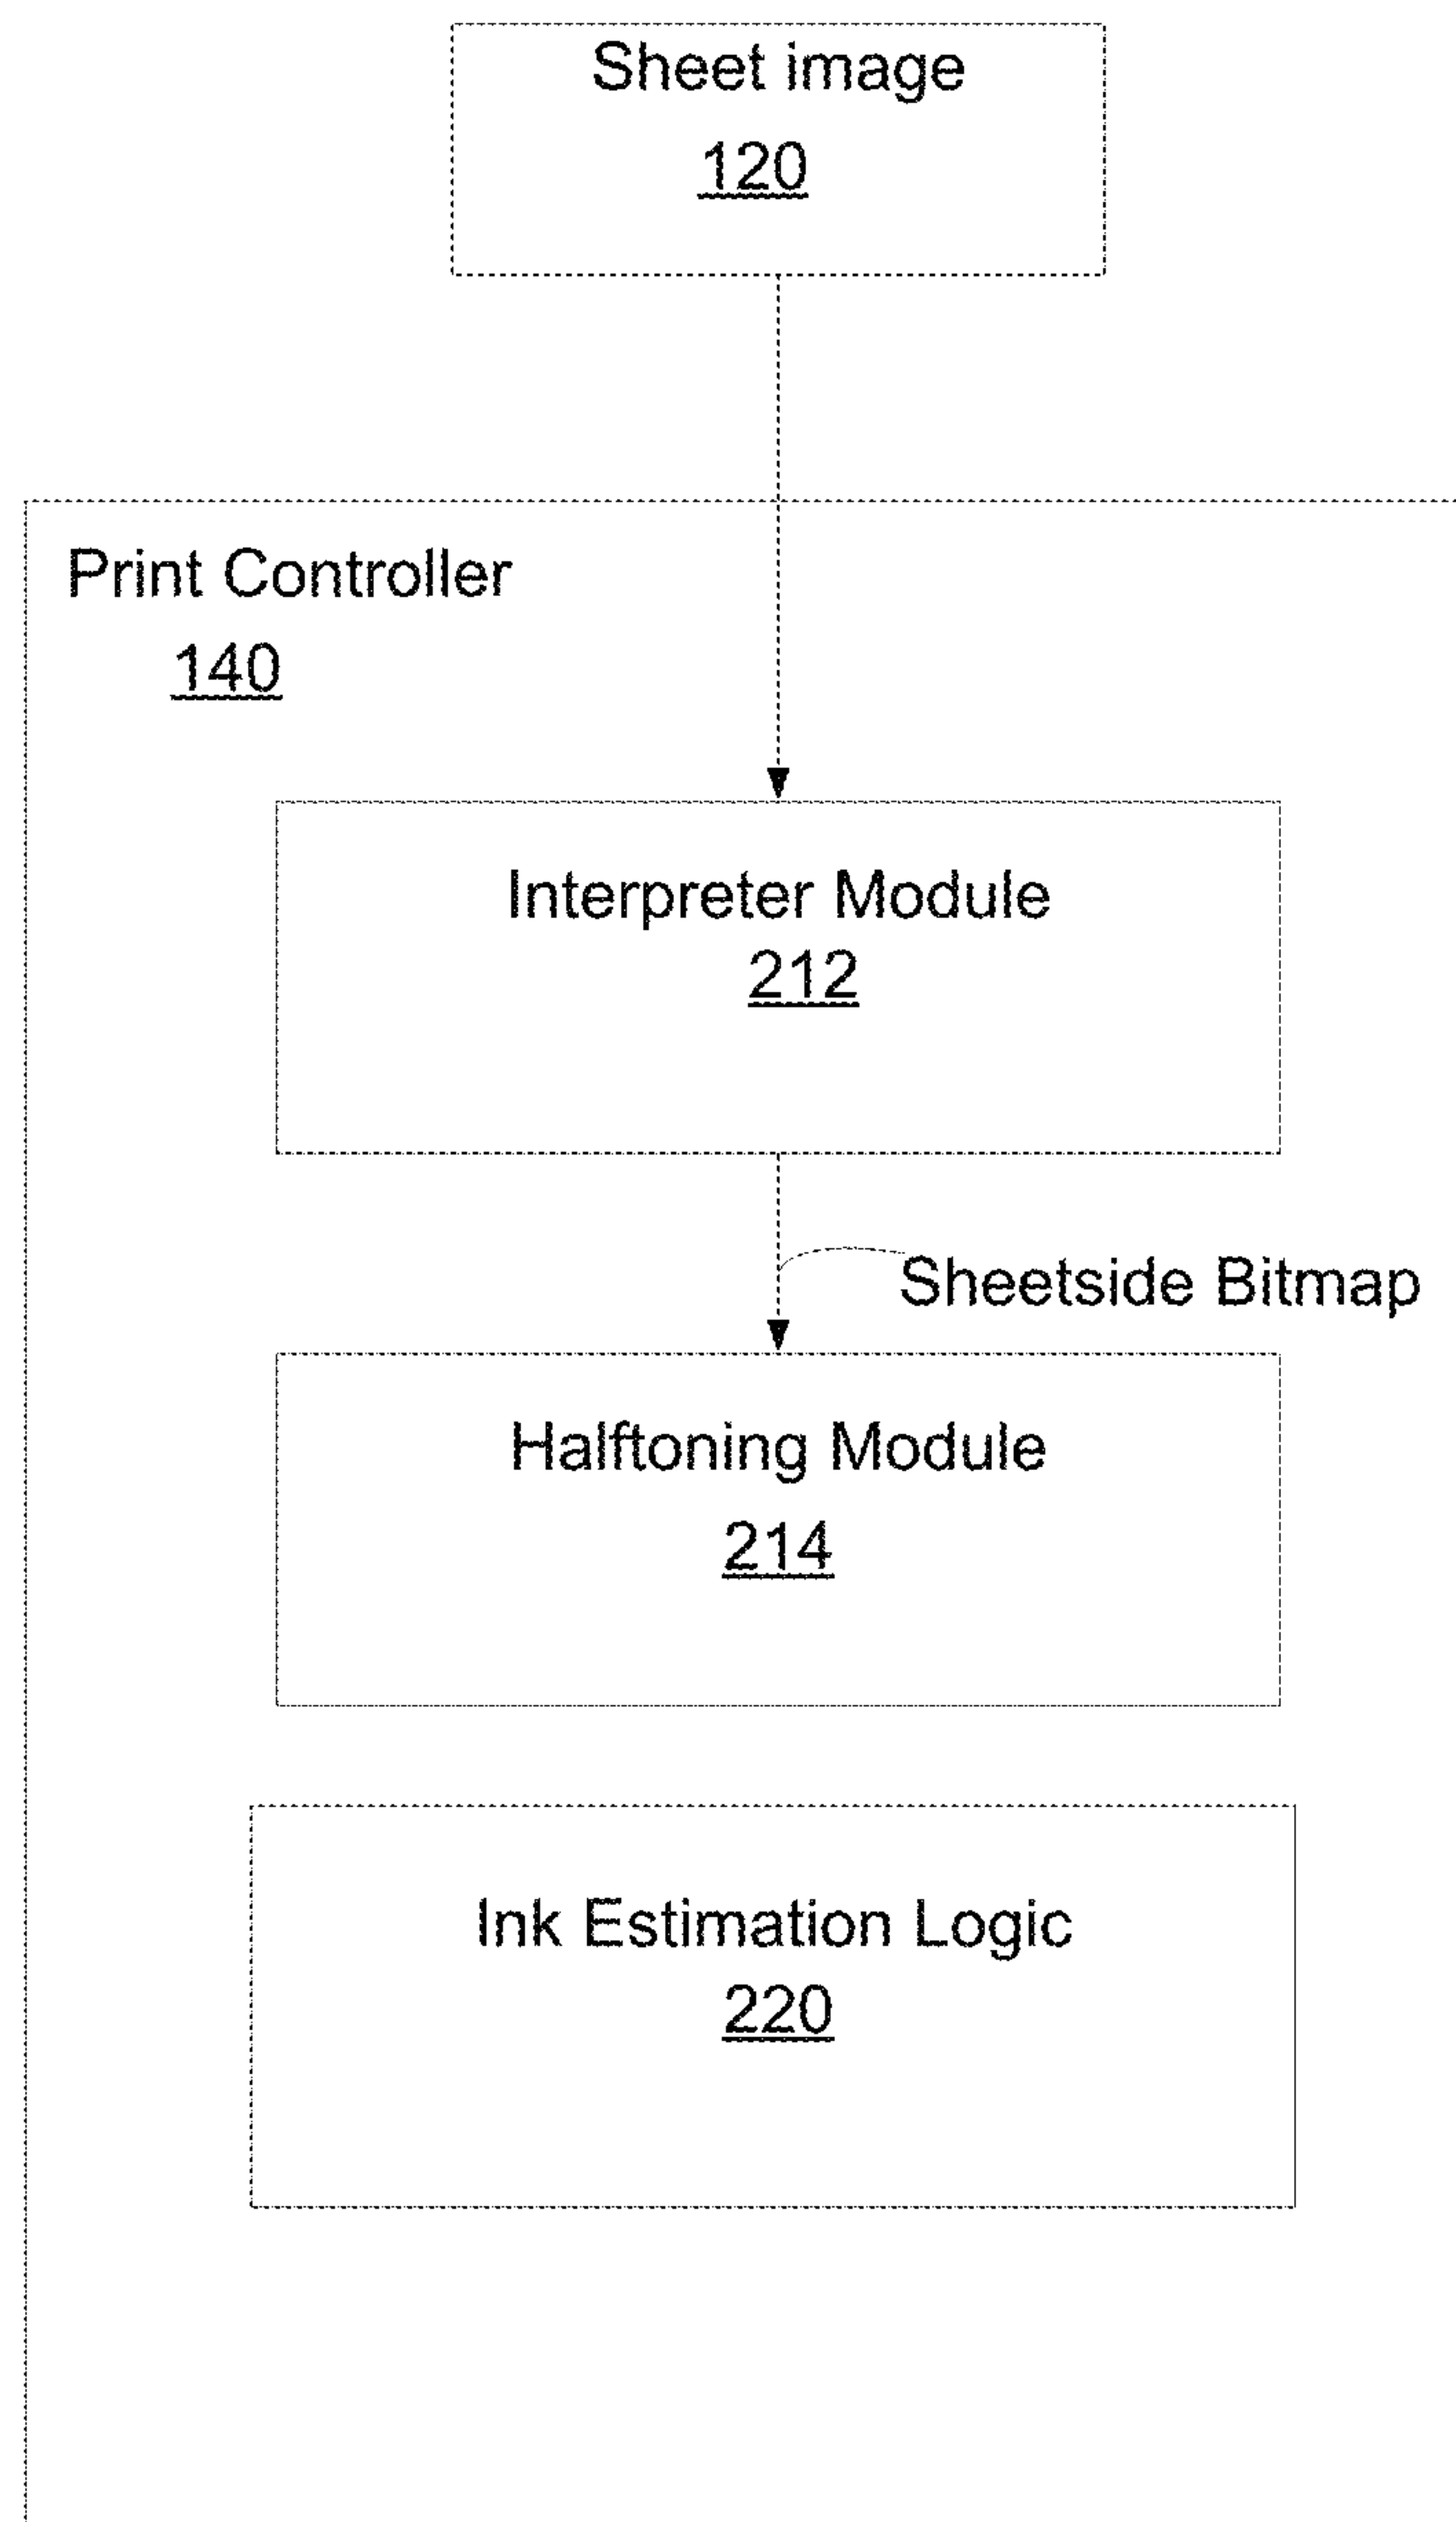 Sheet image
120
Print Controller
140
Interpreter Module
212
Sheetside Bitmap
Halftoning Module
214
Ink Estimation Logic
220